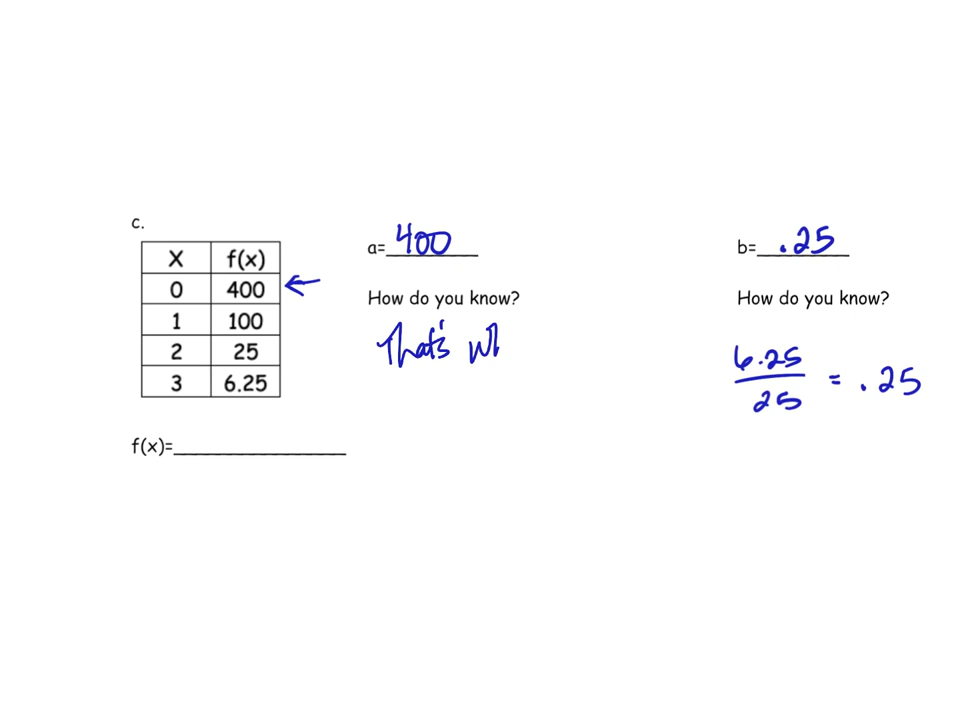 c.
X f(x)
0 400
1 100
2 25
3 6.25
f(x)=________________
a=400
How do you know?
That's
b=.25
How do you know?
6.25
25
= .25